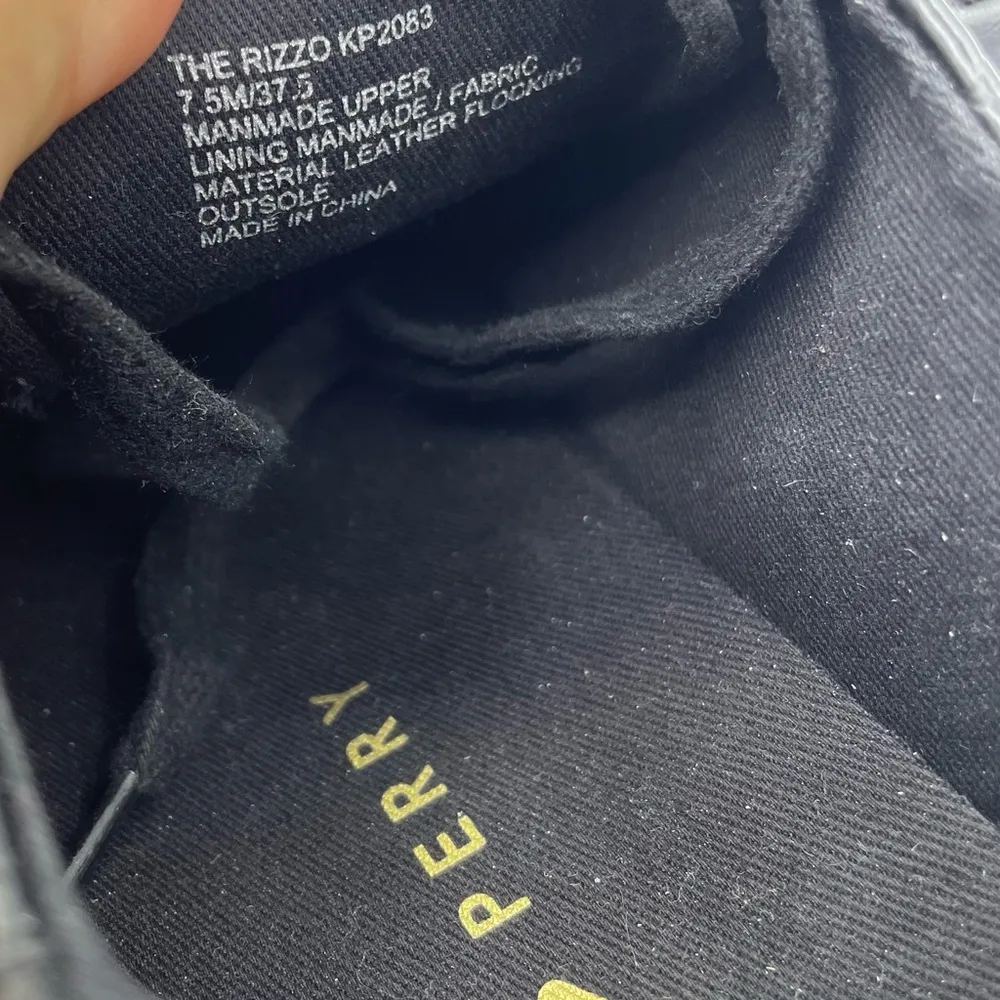 THE RIZZO KP2083
7.5M/37.5
MANMADE UPPER
LINING MANMADE / FABRIC
MATERIAL LEATHER FLOCKING
OUTSOLE
MADE IN CHINA
PERRY